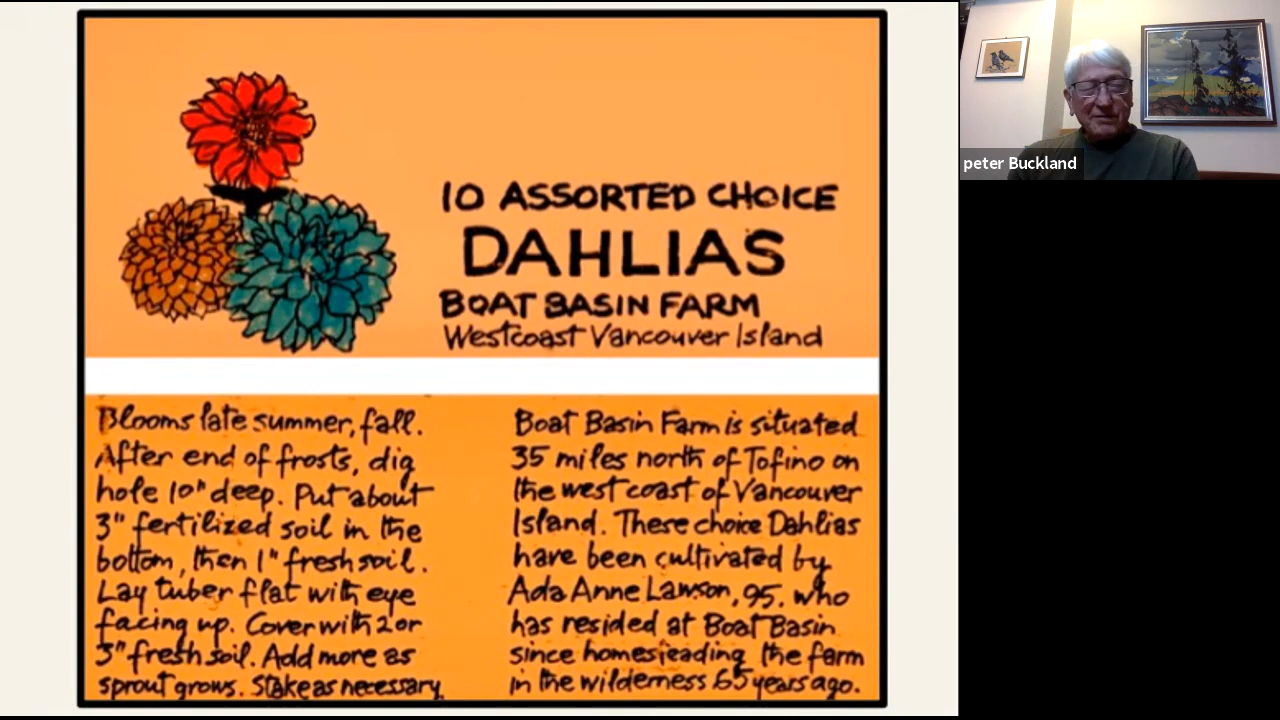 10 ASSORTED CHOICE
DAHLIAS
BOAT BASIN FARM
Westcoast Vancouver Island
Blooms late summer, fall.
After end of frosts, dig
hole 10" deep. Put about
3" fertilized soil in the
bottom, then 1" fresh soil.
Lay tuber flat with eye
facing up. Cover with 2 or
3" fresh soil. Add more as
sprout grows. Stake as necessary.
Boat Basin Farm is situated
35 miles north of Tofino on
the west coast of Vancouver
Island. These choice Dahlias
have been cultivated by
Ada Anne Lawson, 95. who
has resided at Boat Basin
since homesteading the farm
in the wilderness 65 years ago.
peter Buckland